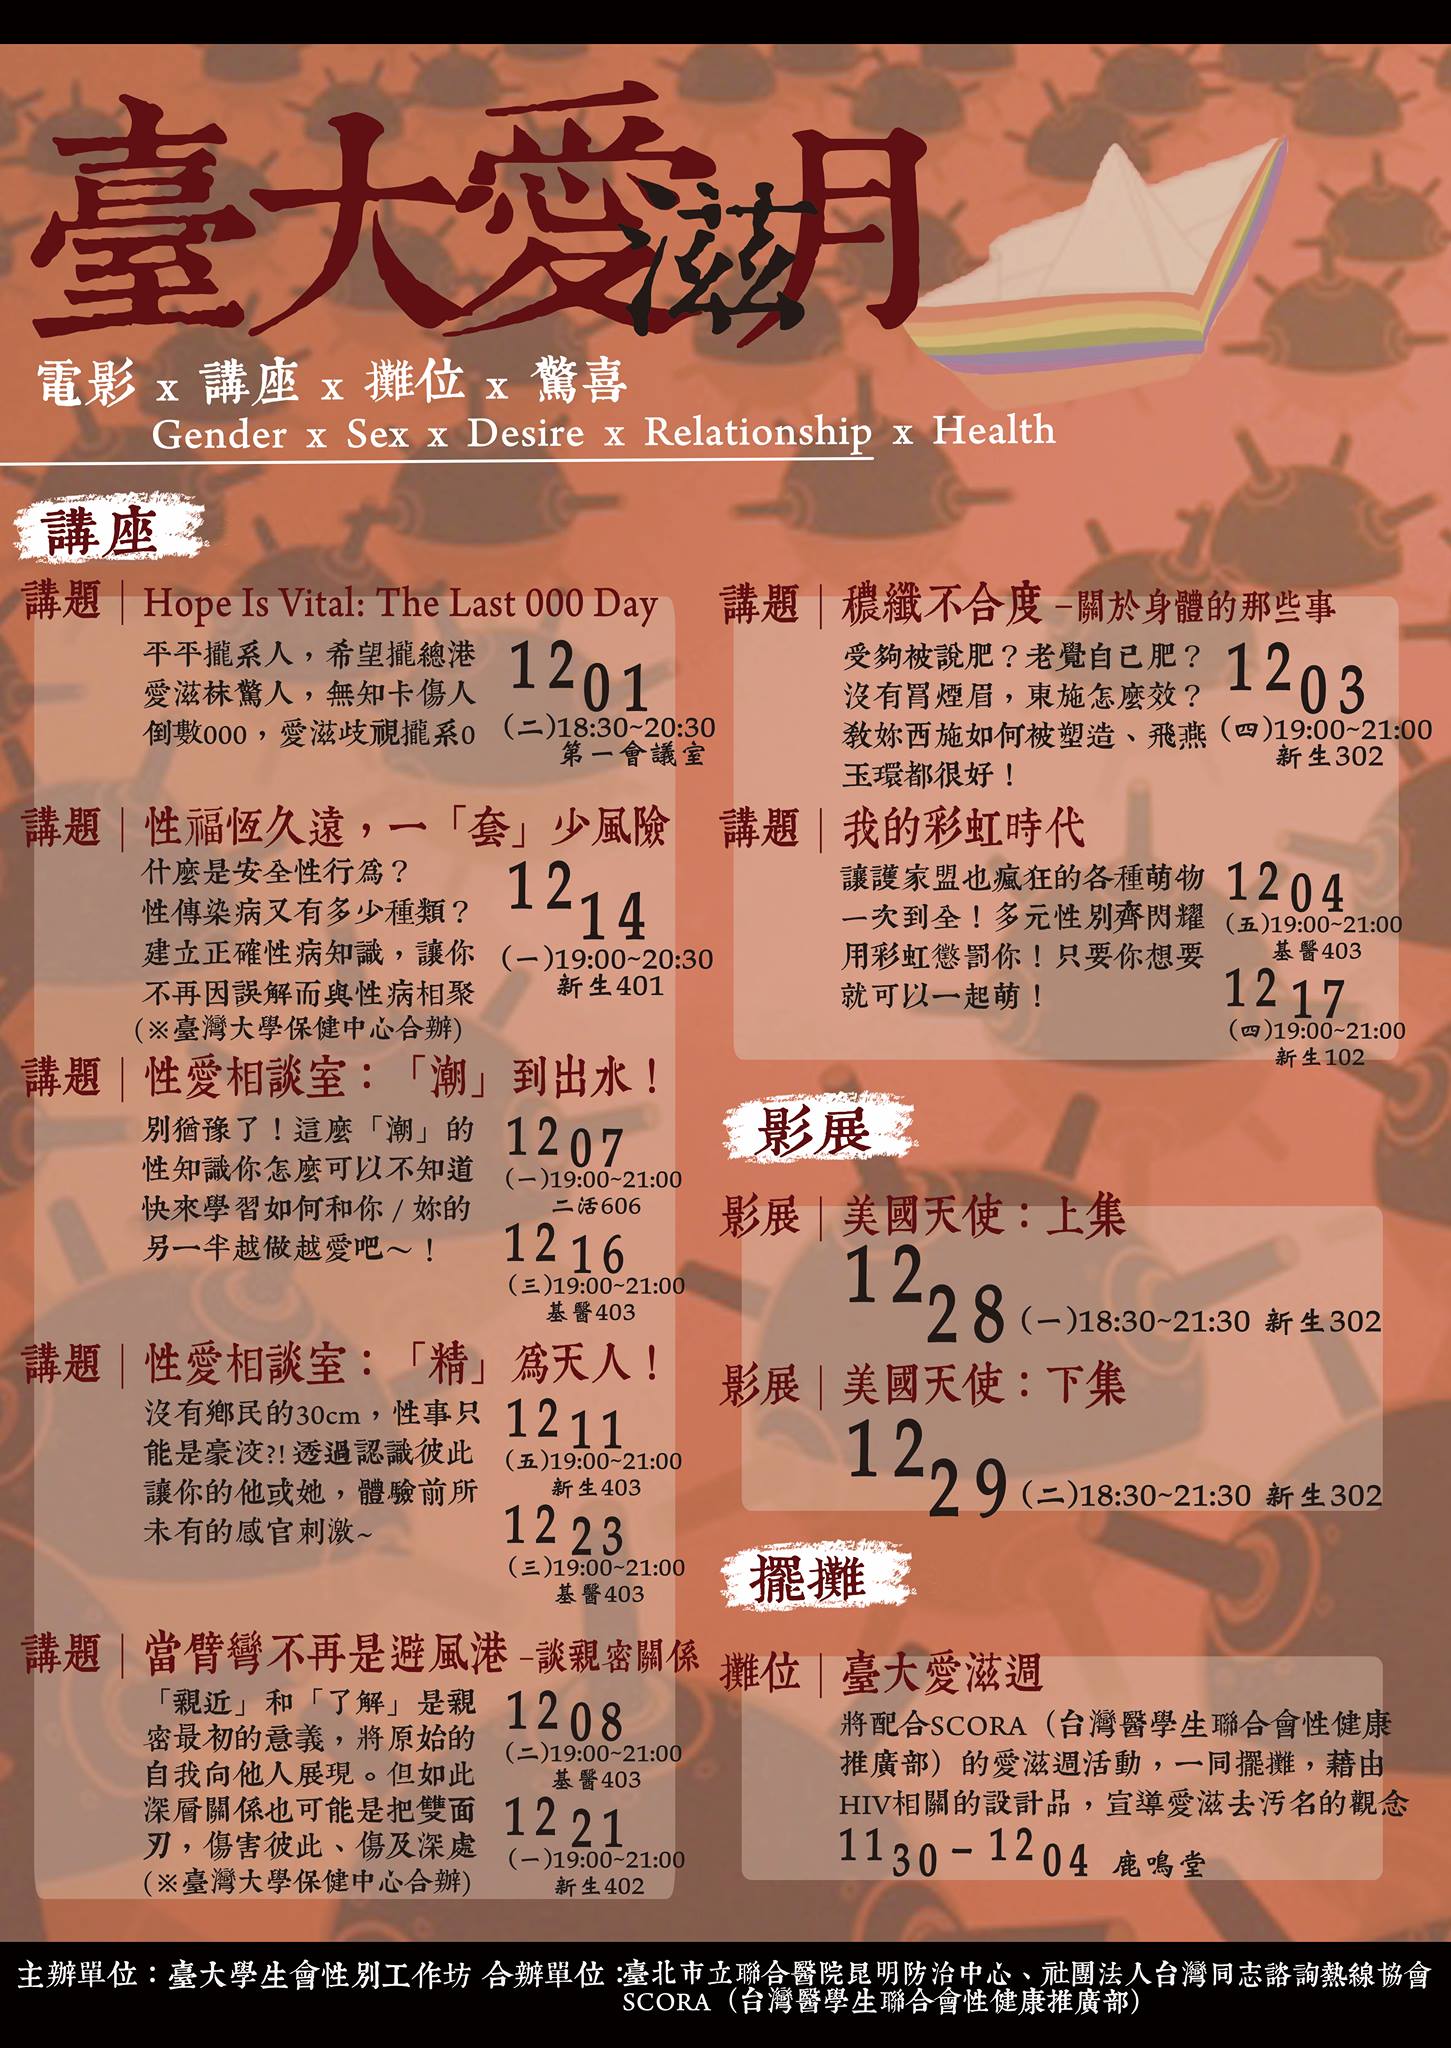 臺大愛滋月
電影 x 講座 x 攤位 x 驚喜
Gender x Sex x Desire x Relationship x Health
講座
講題｜Hope Is Vital: The Last 000 Day
平平攏系人，希望攏總港
愛滋袜驚人，無知卡傷人
倒數000，愛滋歧視攏系0
12 01
(二)18:30~20:30
第一會議室
講題｜性福恆久遠，一「套」少風險
什麼是安全性行為？
性傳染病又有多少種類？
建立正確性病知識，讓你
不再因誤解而與性病相聚
(※臺灣大學保健中心合辦)
12 14
(一)19:00~20:30
新生401
講題｜性愛相談室：「潮」到出水！
別猶豫了！這麼「潮」的
性知識你怎麼可以不知道
快來學習如何和你 / 妳的
另一半越做越愛吧～！
12 07
(一)19:00~21:00
二活606
12 16
(三)19:00~21:00
基醫403
講題｜性愛相談室：「精」為天人！
沒有鄉民的30cm，性事只
能是豪洨?! 透過認識彼此
讓你的他或她，體驗前所
未有的感官刺激~
12 11
(五)19:00~21:00
新生403
12 23
(三)19:00~21:00
基醫403
講題｜當臂彎不再是避風港 –談親密關係
「親近」和「了解」是親
密最初的意義，將原始的
自我向他人展現。但如此
深層關係也可能是把雙面
刃，傷害彼此、傷及深處
(※臺灣大學保健中心合辦)
12 08
(二)19:00~21:00
基醫403
12 21
(一)19:00~21:00
新生402
講題｜穠纖不合度 –關於身體的那些事
受夠被說肥？老覺自己肥？
沒有罥煙眉，東施怎麼效？
教妳西施如何被塑造、飛燕
玉環都很好！
12 03
(四)19:00~21:00
新生302
講題｜我的彩虹時代
讓護家盟也瘋狂的各種萌物
一次到全！多元性別齊閃耀
用彩虹懲罰你！只要你想要
就可以一起萌！
12 04
(五)19:00~21:00
基醫403
12 17
(四)19:00~21:00
新生102
影展
影展｜美國天使：上集
12 28 (一)18:30~21:30 新生302
影展｜美國天使：下集
12 29 (二)18:30~21:30 新生302
擺攤
攤位｜臺大愛滋週
將配合SCORA（台灣醫學生聯合會性健康
推廣部）的愛滋週活動，一同擺攤，藉由
HIV相關的設計品，宣導愛滋去污名的觀念
11 30 – 12 04 鹿鳴堂
主辦單位：臺大學生會性別工作坊 合辦單位：臺北市立聯合醫院昆明防治中心、社團法人台灣同志諮詢熱線協會
SCORA（台灣醫學生聯合會性健康推廣部）